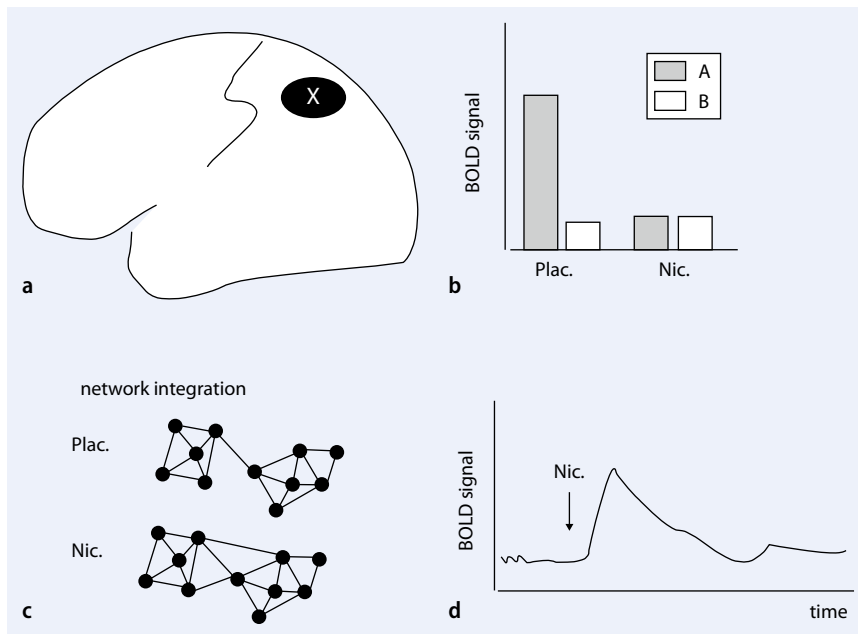 X
a
BOLD signal
A
B
Plac. Nic.
b
network integration
Plac.
Nic.
c
BOLD signal
Nic.
time
d